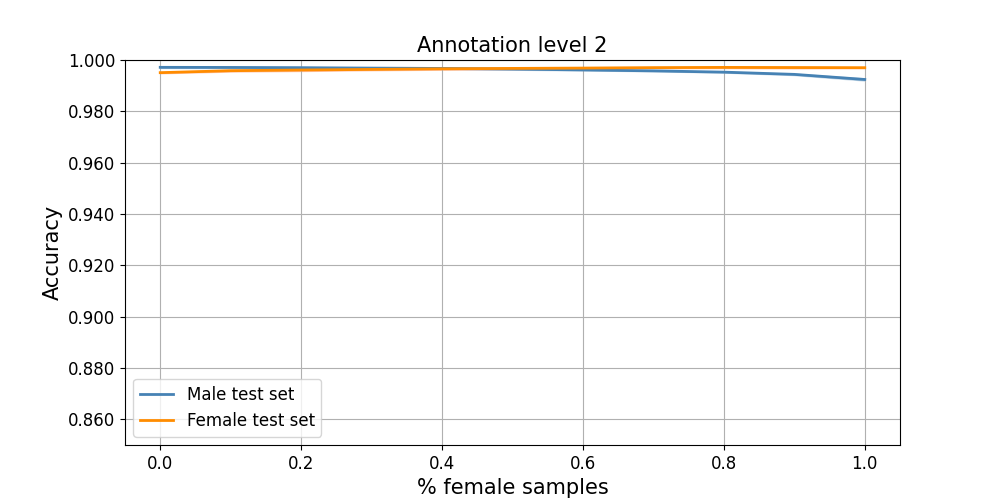 Annotation level 2
1.000
0.980
0.960
0.940
0.920
0.900
0.880
0.860
Accuracy
Male test set
Female test set
0.0 0.2 0.4 0.6 0.8 1.0
% female samples